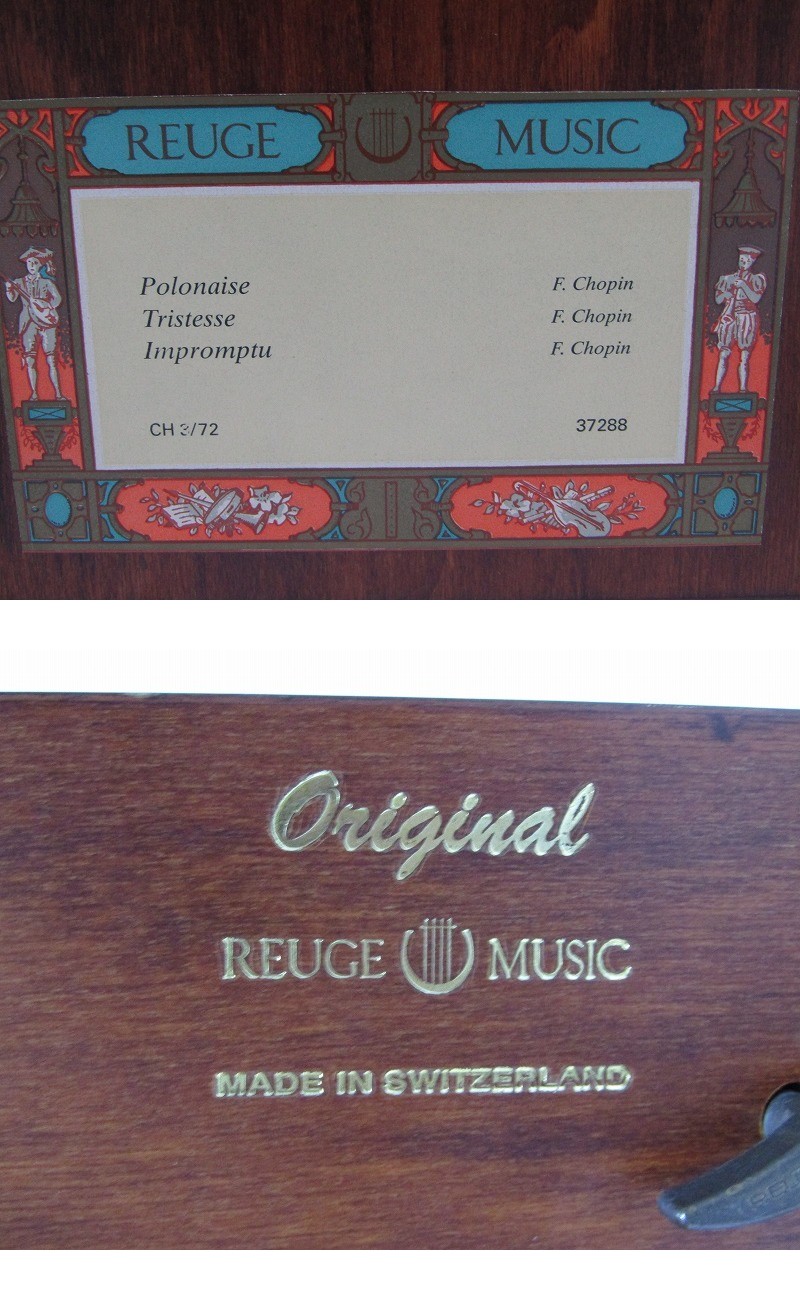 REUGE MUSIC
Polonaise F. Chopin
Tristesse F. Chopin
Impromptu F. Chopin
CH 3/72 37288
Original
REUGE MUSIC
MADE IN SWITZERLAND